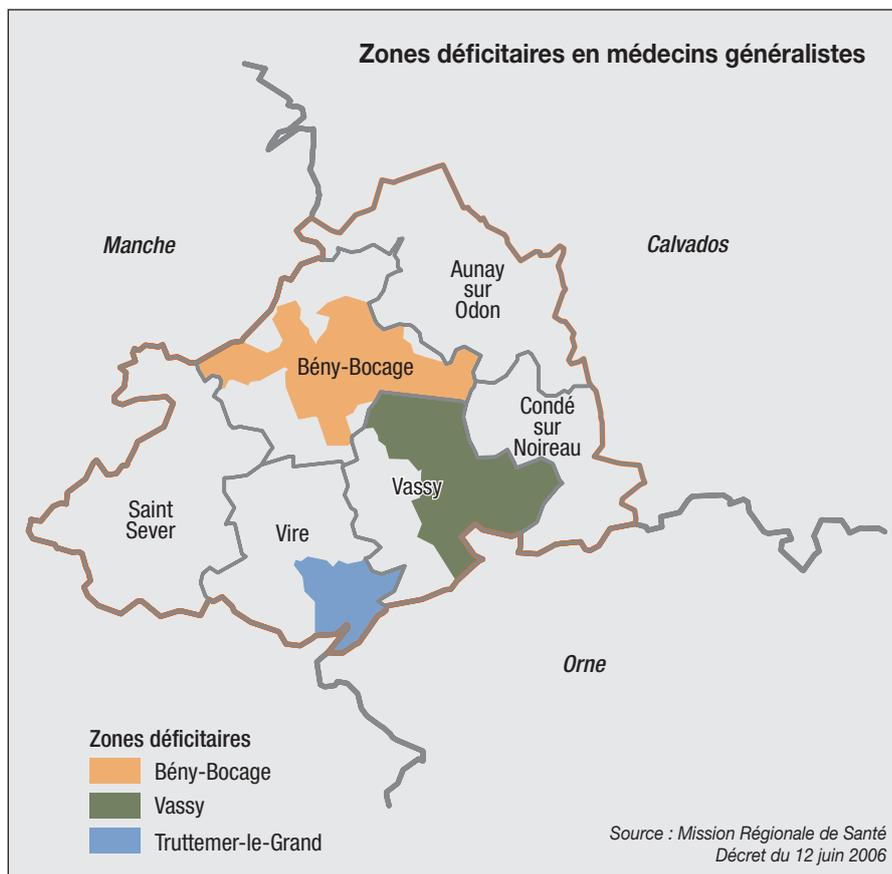 Zones déficitaires en médecins généralistes
Manche
Calvados
Aunay
sur
Odon
Bény-Bocage
Condé
sur
Noireau
Vassy
Saint
Sever
Vire
Orne
Zones déficitaires
Bény-Bocage
Vassy
Truttemer-le-Grand
Source : Mission Régionale de Santé
Décret du 12 juin 2006